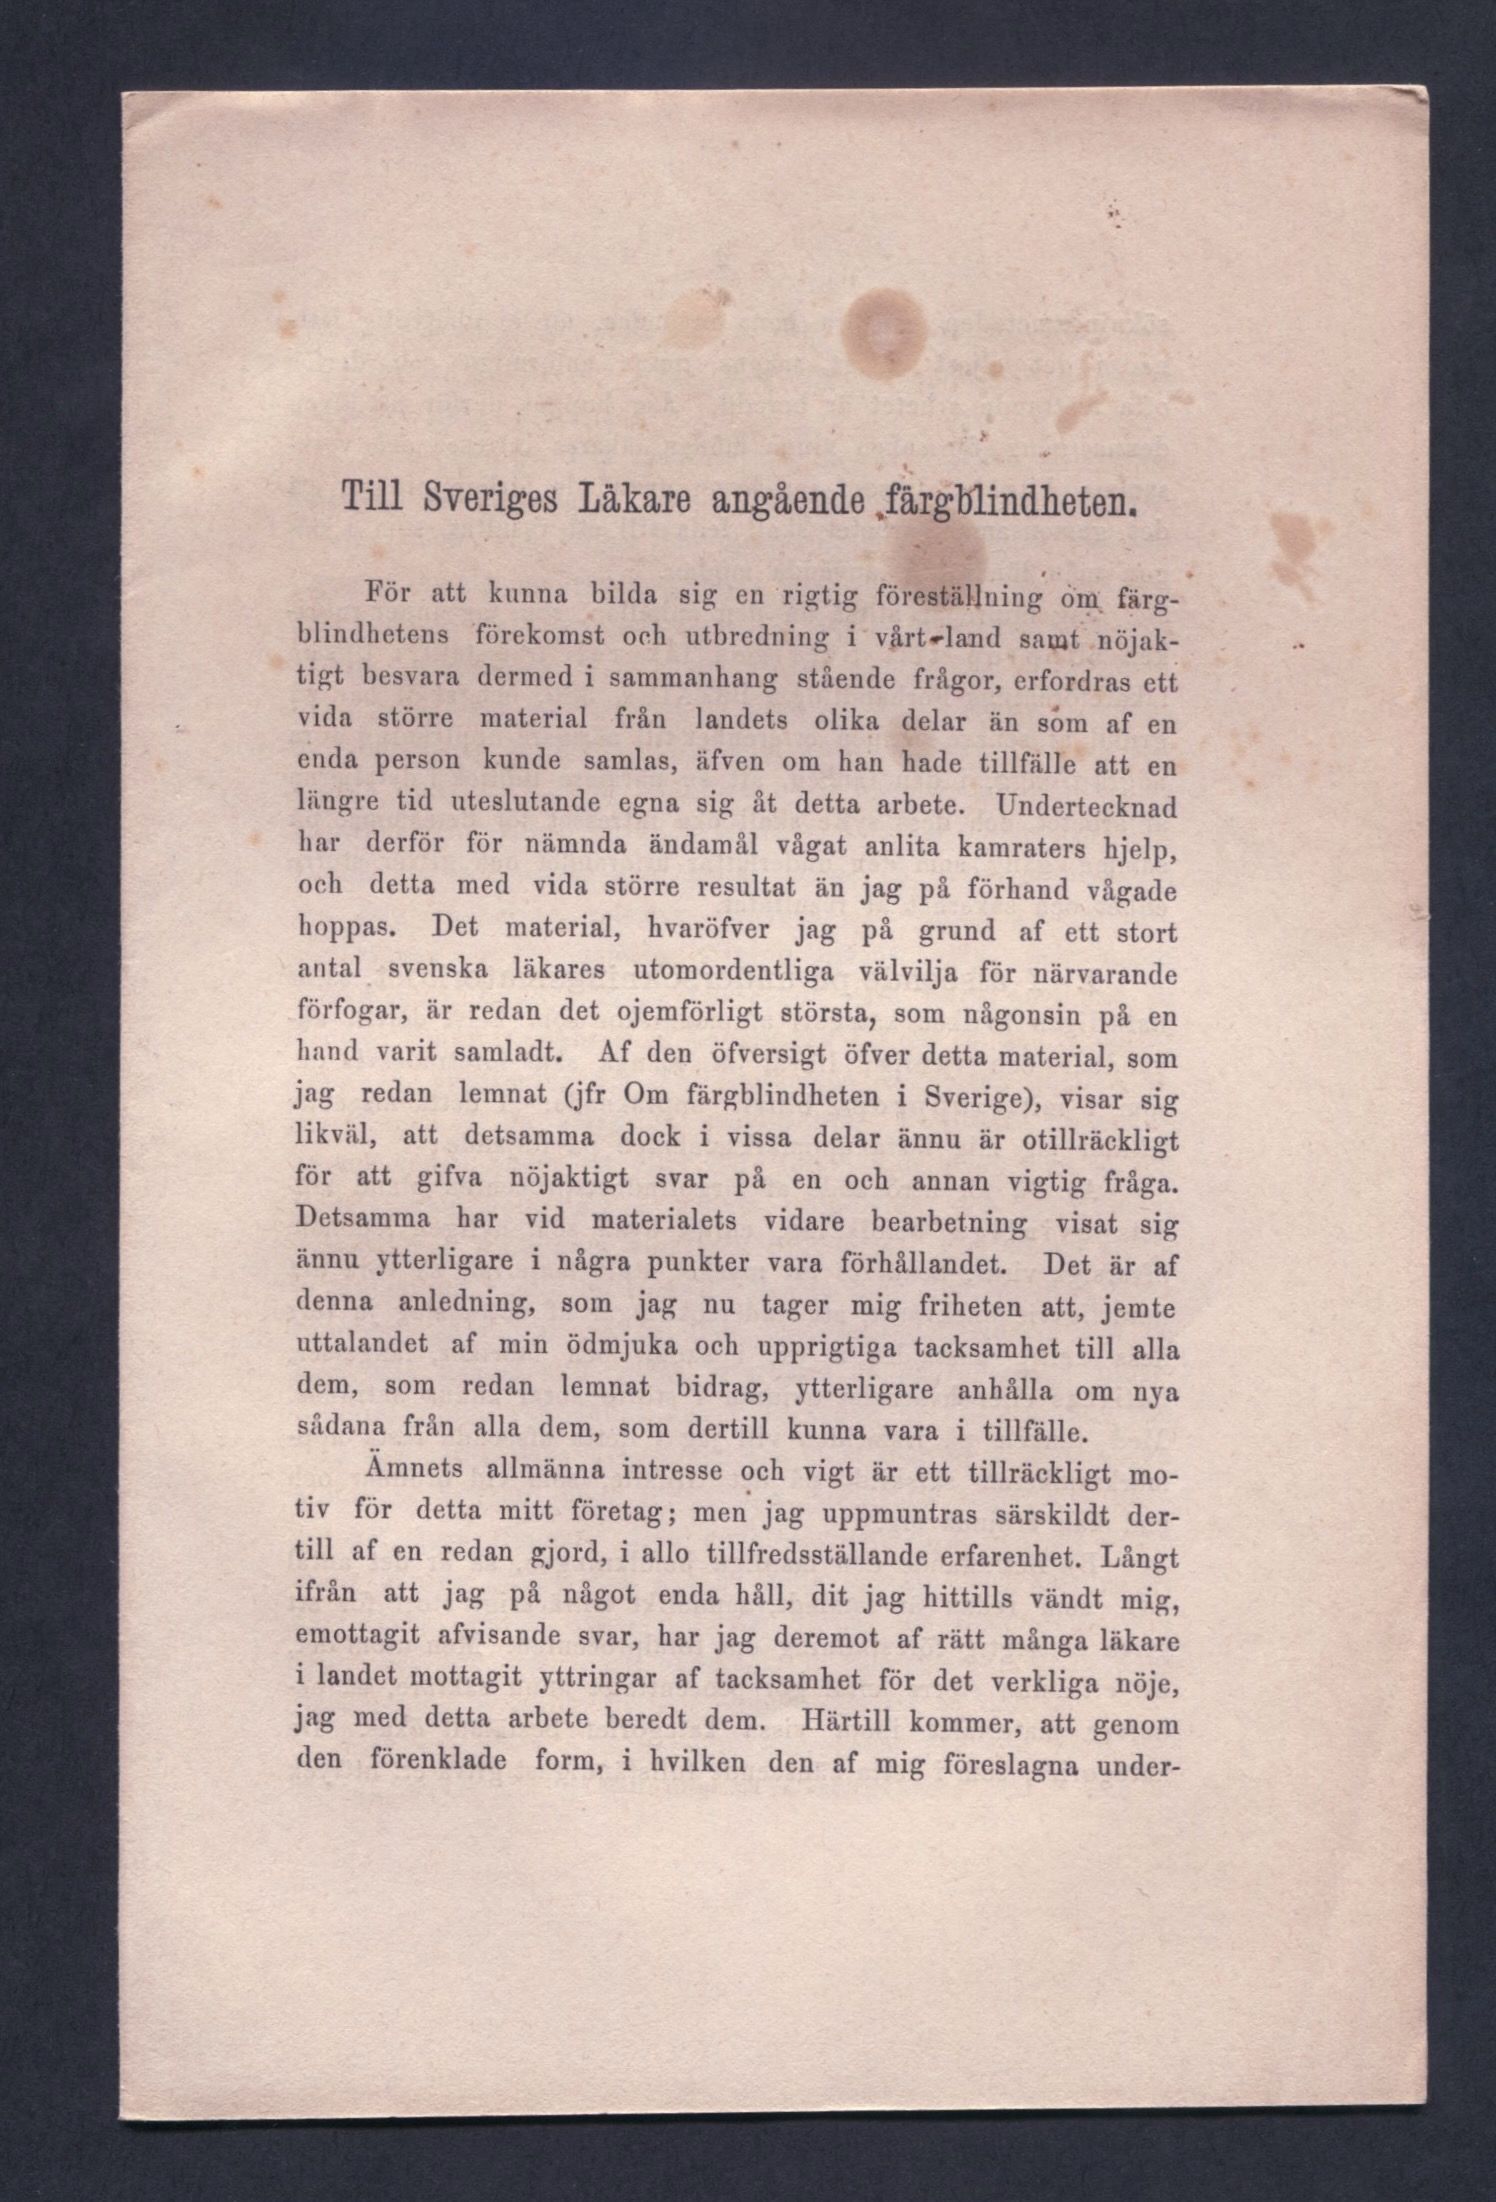 Till Sveriges Läkare angående färgblindheten.
För att kunna bilda sig en rigtig föreställning om färg-
blindhetens förekomst och utbredning i vårt land samt nöjak-
tigt besvara dermed i sammanhang stående frågor, erfordras ett
vida större material från landets olika delar än som af en
enda person kunde samlas, äfven om han hade tillfälle att en
längre tid uteslutande egna sig åt detta arbete. Undertecknad
har derför för nämnda ändamål vågat anlita kamraters hjelp,
och detta med vida större resultat än jag på förhand vågade
hoppas. Det material, hvaröfver jag på grund af ett stort
antal svenska läkares utomordentliga välvilja för närvarande
förfogar, är redan det ojemförligt största, som någonsin på en
hand varit samladt. Af den öfversigt öfver detta material, som
jag redan lemnat (jfr Om färgblindheten i Sverige), visar sig
likväl, att detsamma dock i vissa delar ännu är otillräckligt
för att gifva nöjaktigt svar på en och annan vigtig fråga.
Detsamma har vid materialets vidare bearbetning visat sig
ännu ytterligare i några punkter vara förhållandet. Det är af
denna anledning, som jag nu tager mig friheten att, jemte
uttalandet af min ödmjuka och upprigtiga tacksamhet till alla
dem, som redan lemnat bidrag, ytterligare anhålla om nya
sådana från alla dem, som dertill kunna vara i tillfälle.
Ämnets allmänna intresse och vigt är ett tillräckligt mo-
tiv för detta mitt företag; men jag uppmuntras särskildt der-
till af en redan gjord, i allo tillfredsställande erfarenhet. Långt
ifrån att jag på något enda håll, dit jag hittills vändt mig,
emottagit afvisande svar, har jag deremot af rätt många läkare
i landet mottagit yttringar af tacksamhet för det verkliga nöje,
jag med detta arbete beredt dem. Härtill kommer, att genom
den förenklade form, i hvilken den af mig föreslagna under-